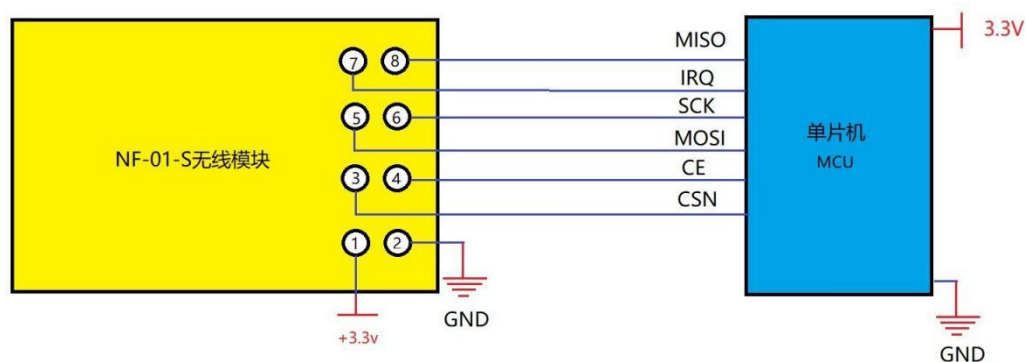 NF-01-S无线模块
7
8
5
6
3
4
1
2
+3.3v
GND
MISO
IRQ
SCK
MOSI
CE
CSN
单片机
MCU
3.3V
GND